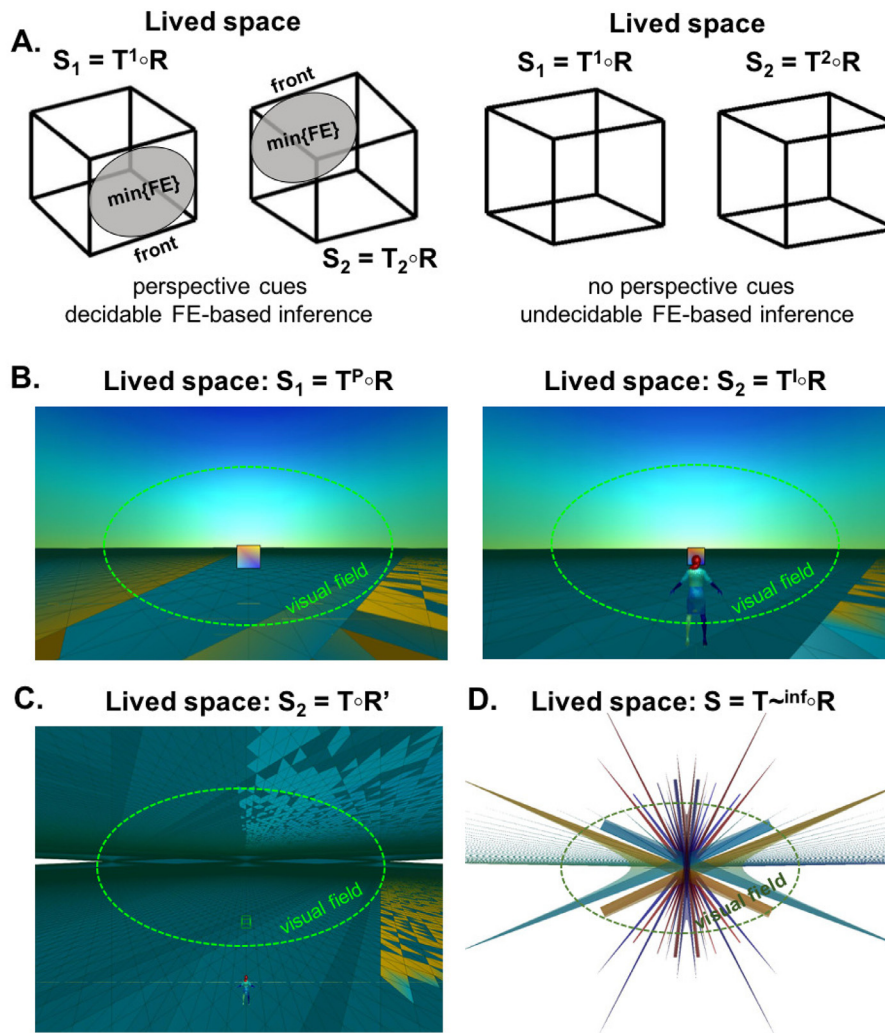 A.
Lived space
S₁ = T¹∘R
front
min{FE}
min{FE}
front
S₂ = T₂∘R
perspective cues
decidable FE-based inference
Lived space
S₁ = T¹∘R
S₂ = T²∘R
no perspective cues
undecidable FE-based inference
B.
Lived space: S₁ = Tᴾ∘R
visual field
Lived space: S₂ = Tᴵ∘R
visual field
C.
Lived space: S₂ = T∘R’
visual field
D.
Lived space: S = T~ⁱⁿᶠ∘R
visual field